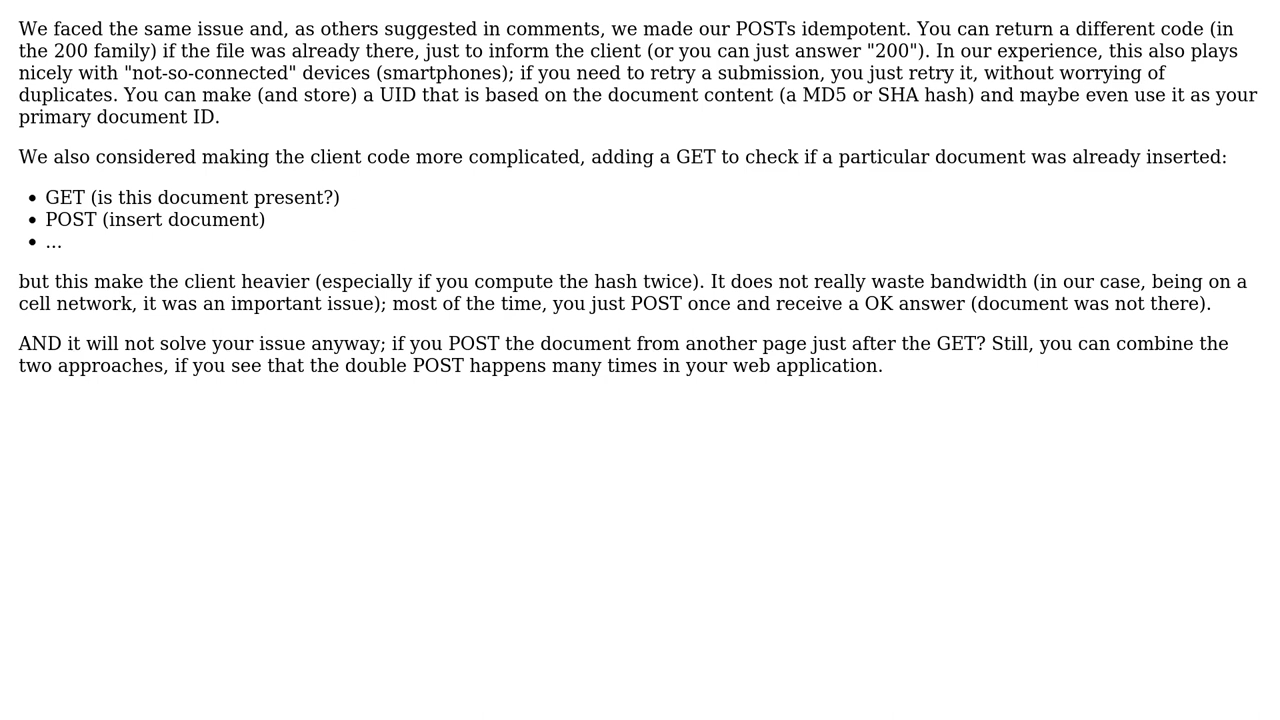 We faced the same issue and, as others suggested in comments, we made our POSTs idempotent. You can return a different code (in
the 200 family) if the file was already there, just to inform the client (or you can just answer "200"). In our experience, this also plays
nicely with "not-so-connected" devices (smartphones); if you need to retry a submission, you just retry it, without worrying of
duplicates. You can make (and store) a UID that is based on the document content (a MD5 or SHA hash) and maybe even use it as your
primary document ID.
We also considered making the client code more complicated, adding a GET to check if a particular document was already inserted:
• GET (is this document present?)
• POST (insert document)
• ...
but this make the client heavier (especially if you compute the hash twice). It does not really waste bandwidth (in our case, being on a
cell network, it was an important issue); most of the time, you just POST once and receive a OK answer (document was not there).
AND it will not solve your issue anyway; if you POST the document from another page just after the GET? Still, you can combine the
two approaches, if you see that the double POST happens many times in your web application.